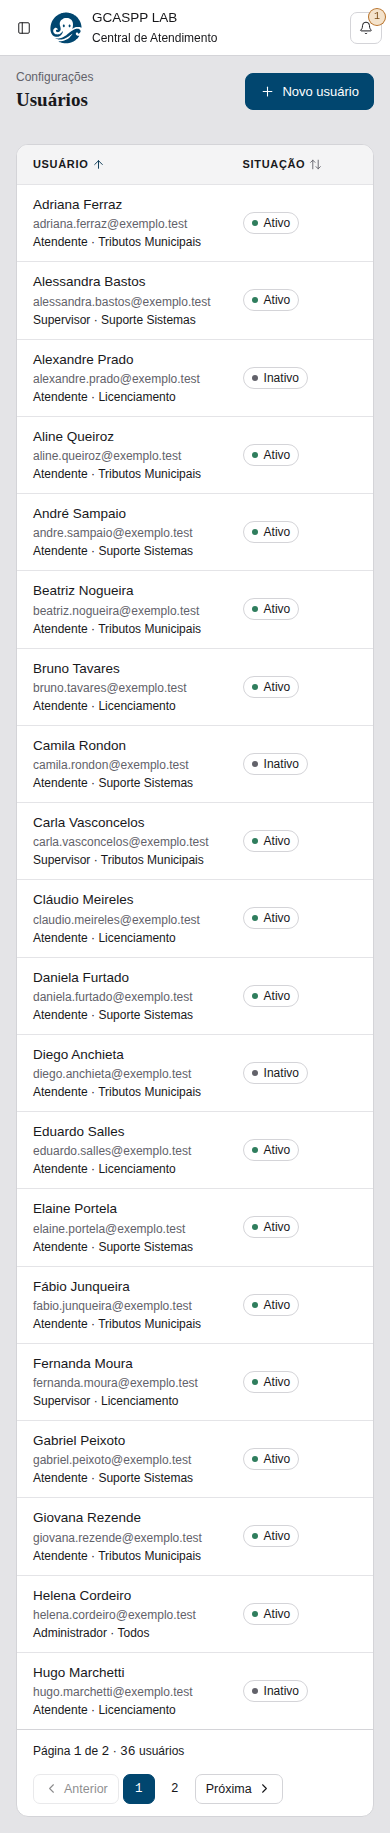 GCASPP LAB
Central de Atendimento
1
Configurações
Usuários
Novo usuário
USUÁRIO
SITUAÇÃO
Adriana Ferraz
adriana.ferraz@exemplo.test
Atendente · Tributos Municipais
Ativo
Alessandra Bastos
alessandra.bastos@exemplo.test
Supervisor · Suporte Sistemas
Ativo
Alexandre Prado
alexandre.prado@exemplo.test
Atendente · Licenciamento
Inativo
Aline Queiroz
aline.queiroz@exemplo.test
Atendente · Tributos Municipais
Ativo
André Sampaio
andre.sampaio@exemplo.test
Atendente · Suporte Sistemas
Ativo
Beatriz Nogueira
beatriz.nogueira@exemplo.test
Atendente · Tributos Municipais
Ativo
Bruno Tavares
bruno.tavares@exemplo.test
Atendente · Licenciamento
Ativo
Camila Rondon
camila.rondon@exemplo.test
Atendente · Suporte Sistemas
Inativo
Carla Vasconcelos
carla.vasconcelos@exemplo.test
Supervisor · Tributos Municipais
Ativo
Cláudio Meireles
claudio.meireles@exemplo.test
Atendente · Licenciamento
Ativo
Daniela Furtado
daniela.furtado@exemplo.test
Atendente · Suporte Sistemas
Ativo
Diego Anchieta
diego.anchieta@exemplo.test
Atendente · Tributos Municipais
Inativo
Eduardo Salles
eduardo.salles@exemplo.test
Atendente · Licenciamento
Ativo
Elaine Portela
elaine.portela@exemplo.test
Atendente · Suporte Sistemas
Ativo
Fábio Junqueira
fabio.junqueira@exemplo.test
Atendente · Tributos Municipais
Ativo
Fernanda Moura
fernanda.moura@exemplo.test
Supervisor · Licenciamento
Ativo
Gabriel Peixoto
gabriel.peixoto@exemplo.test
Atendente · Suporte Sistemas
Ativo
Giovana Rezende
giovana.rezende@exemplo.test
Atendente · Tributos Municipais
Ativo
Helena Cordeiro
helena.cordeiro@exemplo.test
Administrador · Todos
Ativo
Hugo Marchetti
hugo.marchetti@exemplo.test
Atendente · Licenciamento
Inativo
Página 1 de 2 · 36 usuários
Anterior 1 2 Próxima